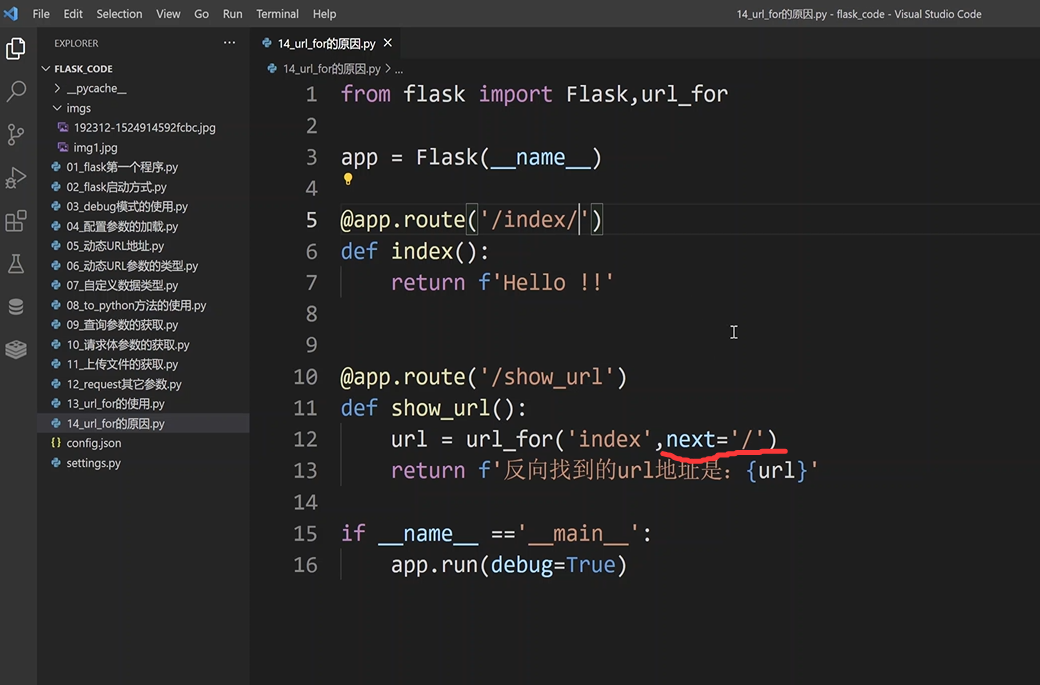 File Edit Selection View Go Run Terminal Help
14_url_for的原因.py - flask_code - Visual Studio Code
EXPLORER
FLASK_CODE
__pycache__
imgs
192312-1524914592fcbc.jpg
img1.jpg
01_flask第一个程序.py
02_flask启动方式.py
03_debug模式的使用.py
04_配置参数的加载.py
05_动态URL地址.py
06_动态URL参数的类型.py
07_自定义数据类型.py
08_to_python方法的使用.py
09_查询参数的获取.py
10_请求体参数的获取.py
11_上传文件的获取.py
12_request其它参数.py
13_url_for的使用.py
14_url_for的原因.py
config.json
settings.py
14_url_for的原因.py
14_url_for的原因.py > ...
1 from flask import Flask,url_for
2
3 app = Flask(__name__)
4
5 @app.route('/index/')
6 def index():
7     return f'Hello !!'
8
9
10 @app.route('/show_url')
11 def show_url():
12     url = url_for('index',next='/')
13     return f'反向找到的url地址是：{url}'
14
15 if __name__ =='__main__':
16     app.run(debug=True)